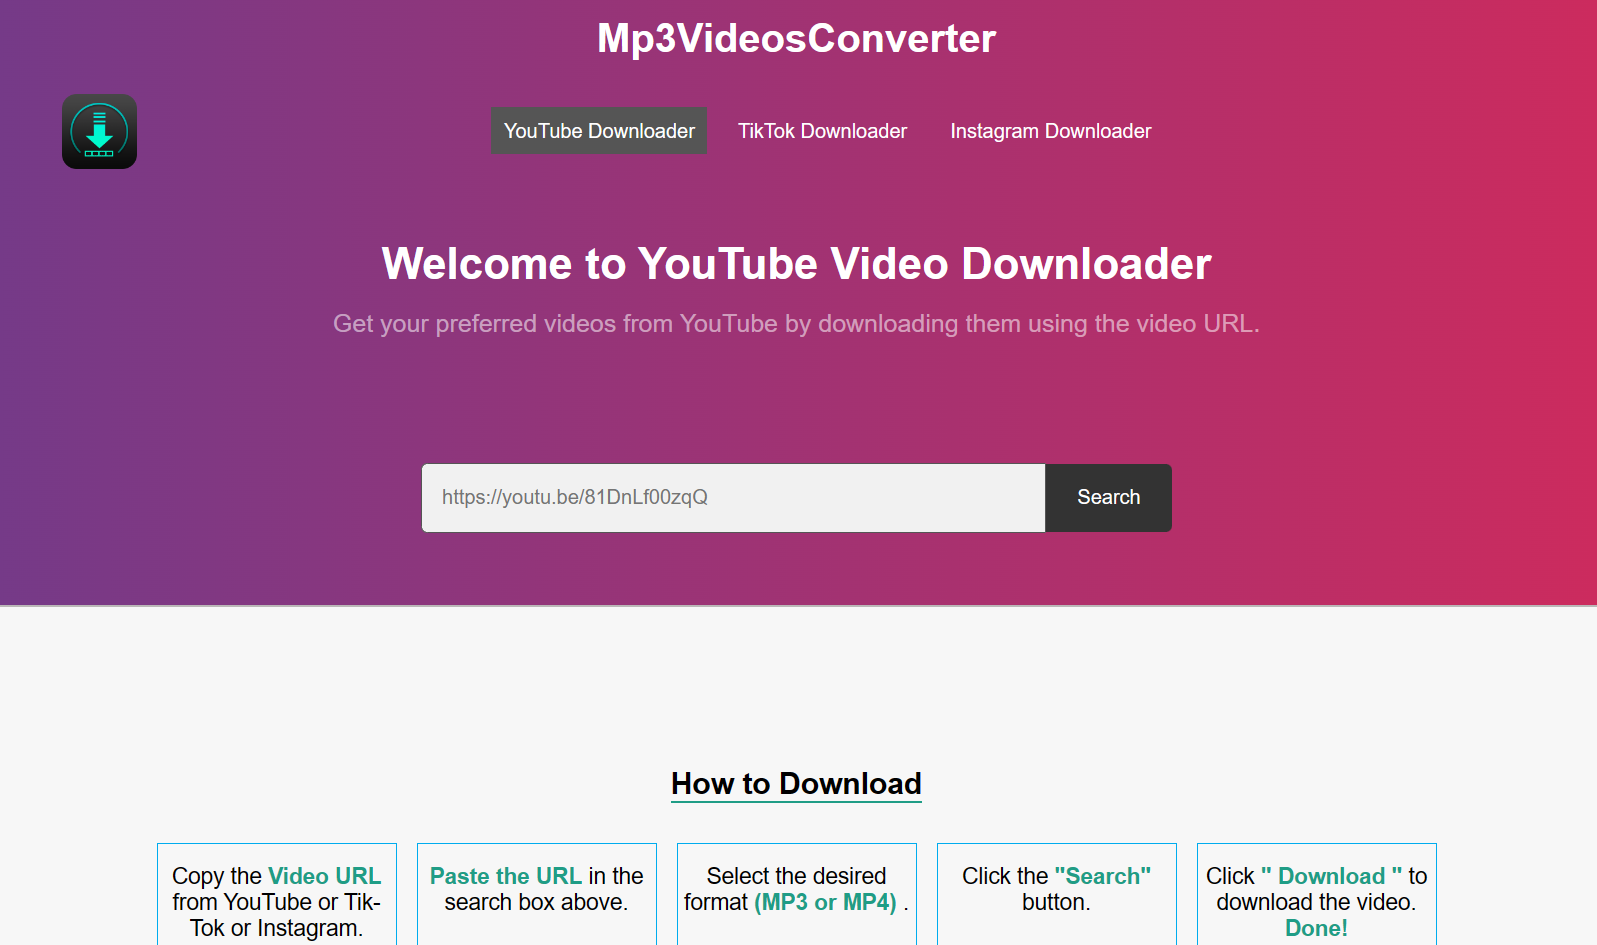 Mp3VideosConverter
YouTube Downloader
TikTok Downloader
Instagram Downloader
Welcome to YouTube Video Downloader
Get your preferred videos from YouTube by downloading them using the video URL.
https://youtu.be/81DnLf00zqQ
Search
How to Download
Copy the Video URL
from YouTube or Tik-
Tok or Instagram.
Paste the URL in the
search box above.
Select the desired
format (MP3 or MP4) .
Click the "Search"
button.
Click " Download " to
download the video.
Done!